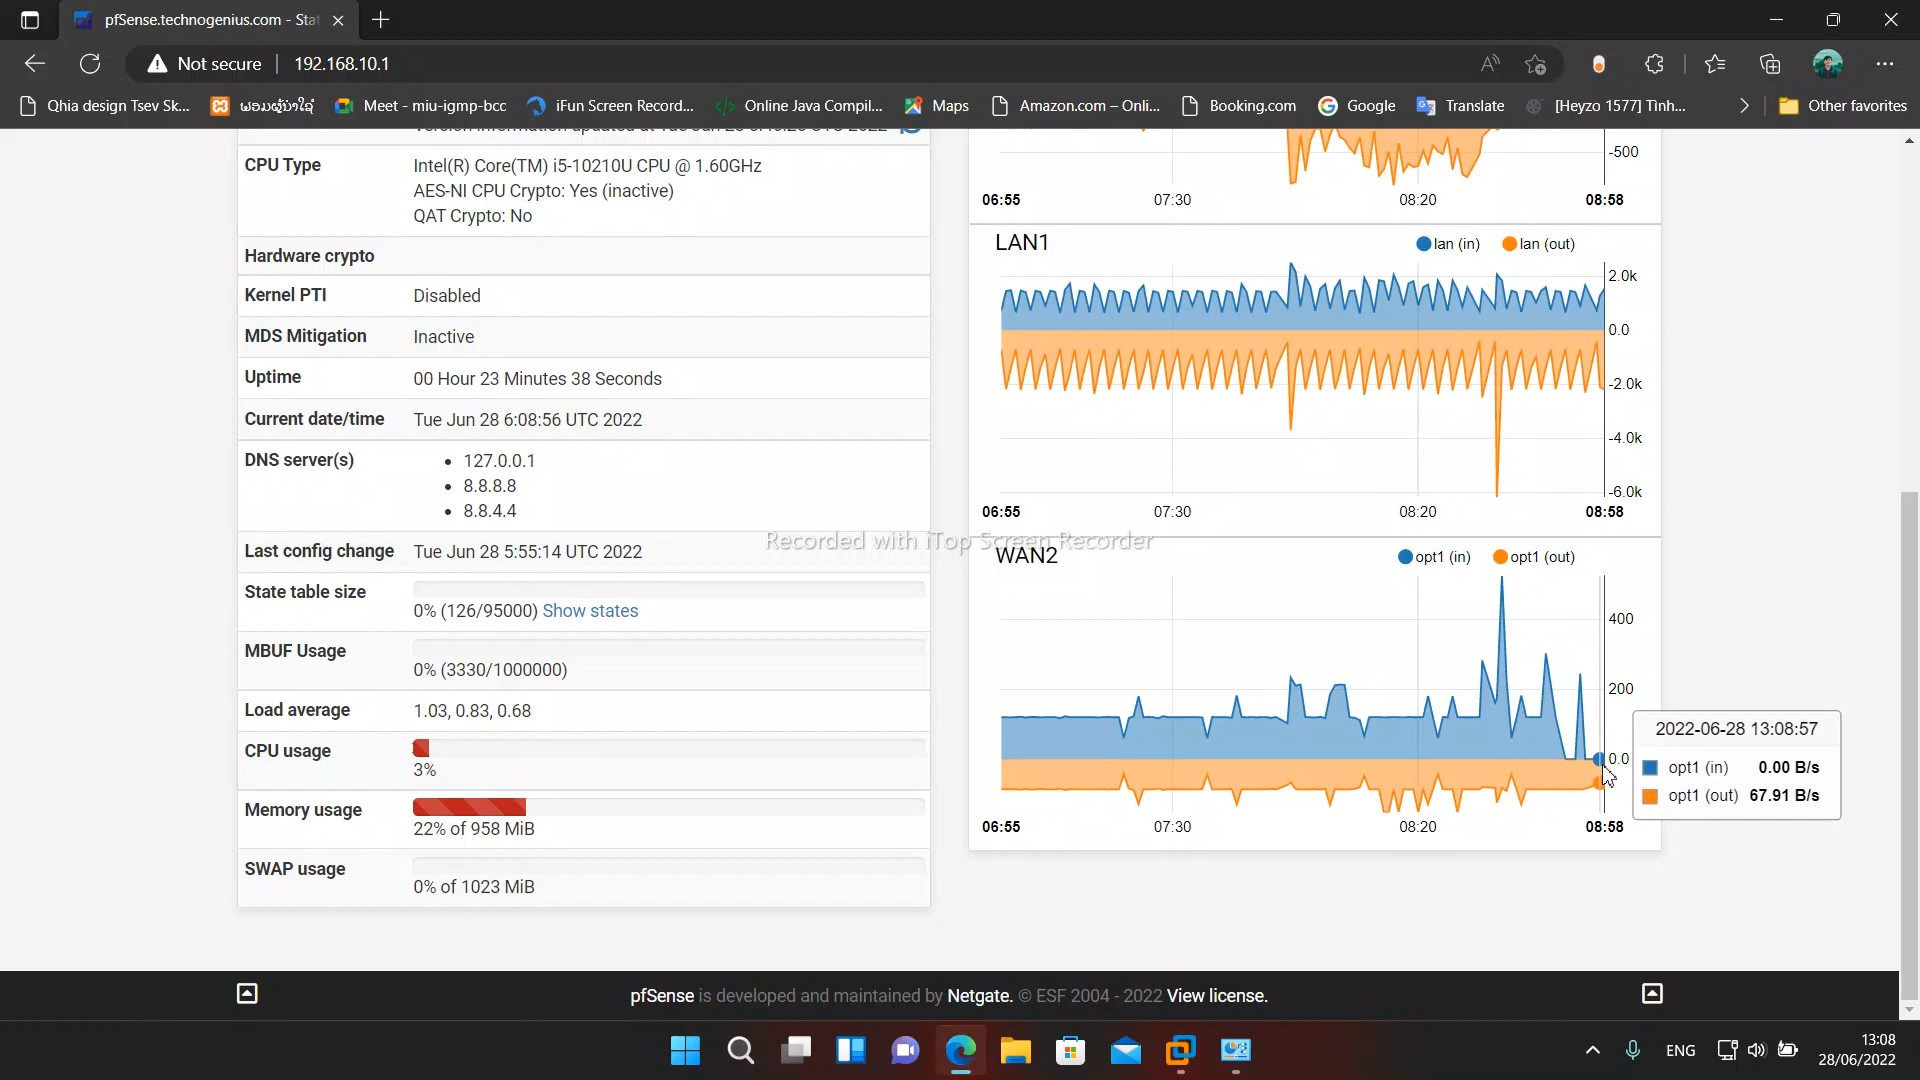 pfSense.technogenius.com - Stat
Not secure
192.168.10.1
Qhia design Tsev Sk...
Meet - miu-igmp-bcc
iFun Screen Record...
Online Java Compil...
Maps
Amazon.com – Onli...
Booking.com
Google
Translate
[Heyzo 1577] Tình...
Other favorites
CPU Type
Intel(R) Core(TM) i5-10210U CPU @ 1.60GHz
AES-NI CPU Crypto: Yes (inactive)
QAT Crypto: No
Hardware crypto
Kernel PTI
Disabled
MDS Mitigation
Inactive
Uptime
00 Hour 23 Minutes 38 Seconds
Current date/time
Tue Jun 28 6:08:56 UTC 2022
DNS server(s)
127.0.0.1
8.8.8.8
8.8.4.4
Last config change
Tue Jun 28 5:55:14 UTC 2022
State table size
0% (126/95000) Show states
MBUF Usage
0% (3330/1000000)
Load average
1.03, 0.83, 0.68
CPU usage
3%
Memory usage
22% of 958 MiB
SWAP usage
0% of 1023 MiB
-500
06:55 07:30 08:20 08:58
LAN1
lan (in) lan (out)
2.0k
0.0
-2.0k
-4.0k
-6.0k
06:55 07:30 08:20 08:58
Recorded with iTop Screen Recorder
WAN2
opt1 (in) opt1 (out)
400
200
0.0
06:55 07:30 08:20 08:58
2022-06-28 13:08:57
opt1 (in) 0.00 B/s
opt1 (out) 67.91 B/s
pfSense is developed and maintained by Netgate. © ESF 2004 - 2022 View license.
ENG
13:08
28/06/2022